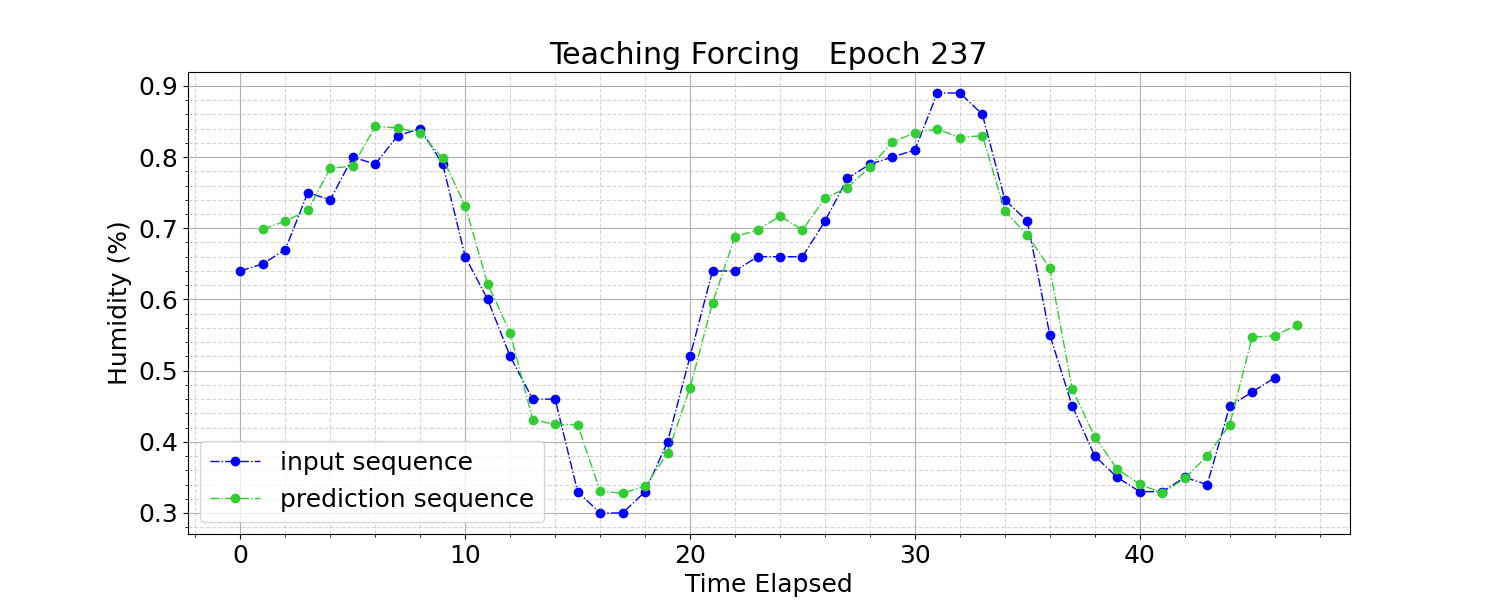 Teaching Forcing   Epoch 237
Humidity (%)
0.9
0.8
0.7
0.6
0.5
0.4
0.3
input sequence
prediction sequence
0 10 20 30 40
Time Elapsed